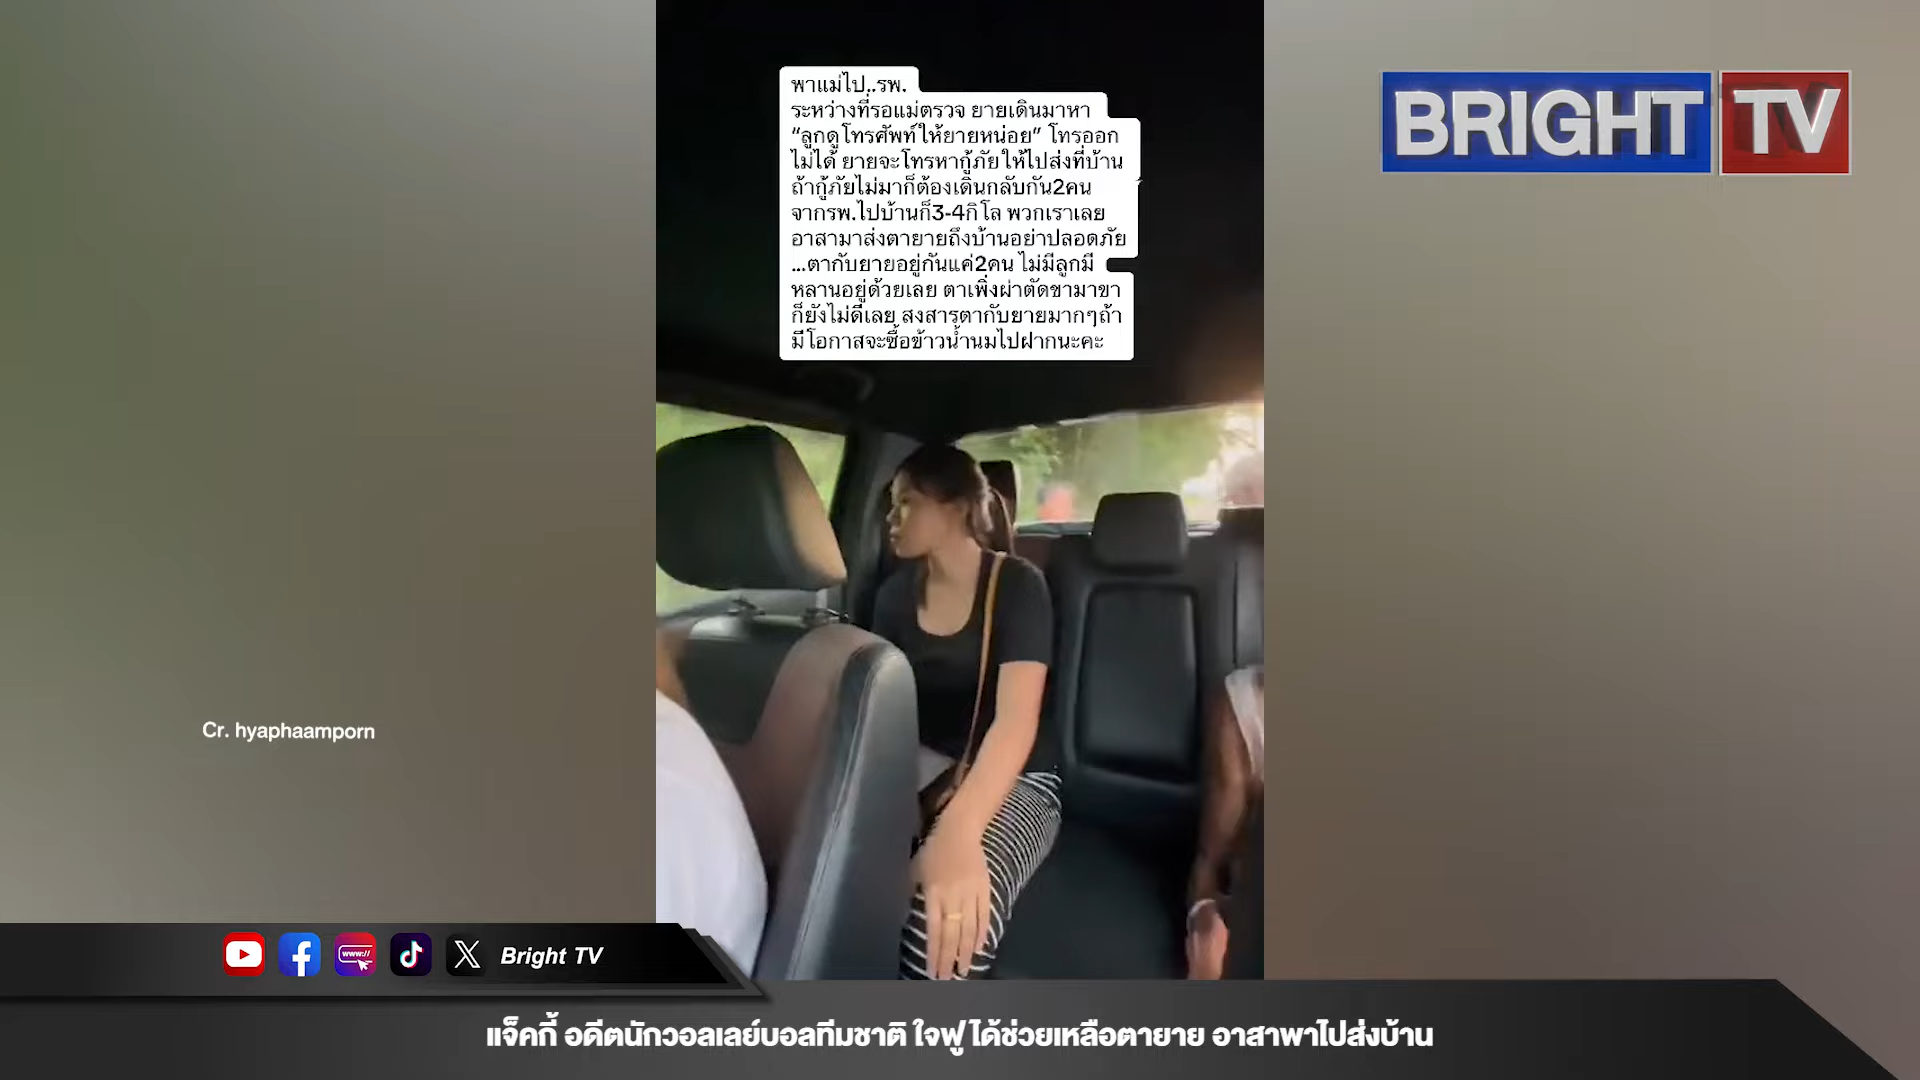 พาแม่ไป..รพ.
ระหว่างที่รอแม่ตรวจ ยายเดินมาหา
“ลูกดูโทรศัพท์ให้ยายหน่อย” โทรออก
ไม่ได้ ยายจะโทรหากู้ภัยให้ไปส่งที่บ้าน
ถ้ากู้ภัยไม่มาก็ต้องเดินกลับกัน2คน
จากรพ.ไปบ้านก็3-4กิโล พวกเราเลย
อาสามาส่งตายายถึงบ้านอย่าปลอดภัย
...ตากับยายอยู่กันแค่2คน ไม่มีลูกมี
หลานอยู่ด้วยเลย ตาเพิ่งผ่าตัดขามาขา
ก็ยังไม่ดีเลย สงสารตากับยายมากๆถ้า
มีโอกาสจะซื้อข้าวน้ำนมไปฝากนะคะ
BRIGHT TV
Cr. hyaphaamporn
www://
Bright TV
แจ็คกี้ อดีตนักวอลเลย์บอลทีมชาติ ใจฟู ได้ช่วยเหลือตายาย อาสาพาไปส่งบ้าน